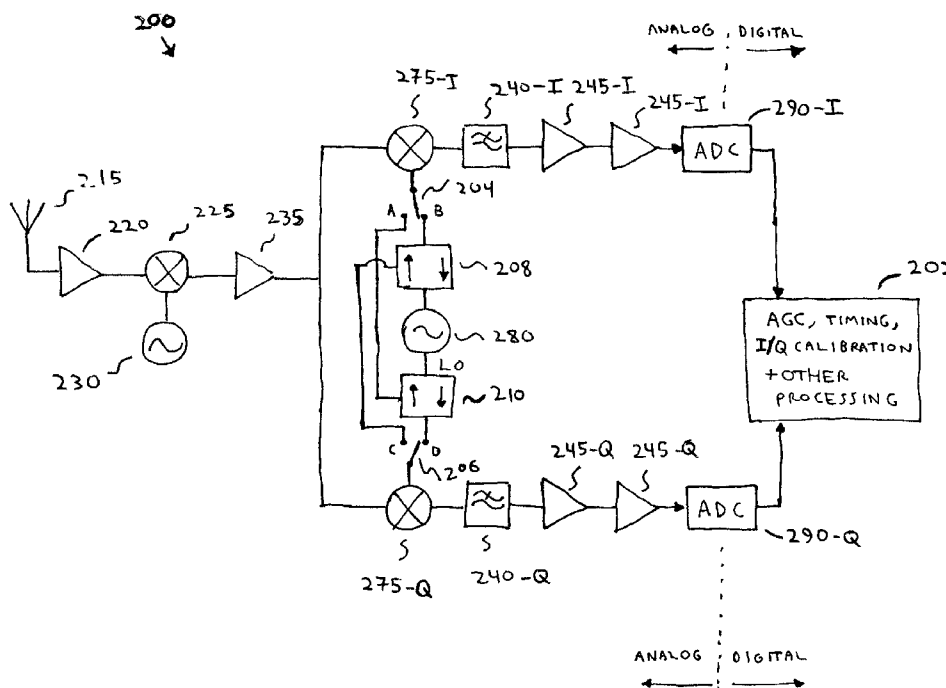 200
ANALOG
DIGITAL
275-I
240-I
245-I
245-I
290-I
ADC
215
220
225
235
204
A
B
208
280
LO
210
230
C
D
206
AGC, TIMING,
I/Q CALIBRATION
+OTHER
PROCESSING
245-Q
245-Q
ADC
290-Q
275-Q
240-Q
ANALOG
DIGITAL